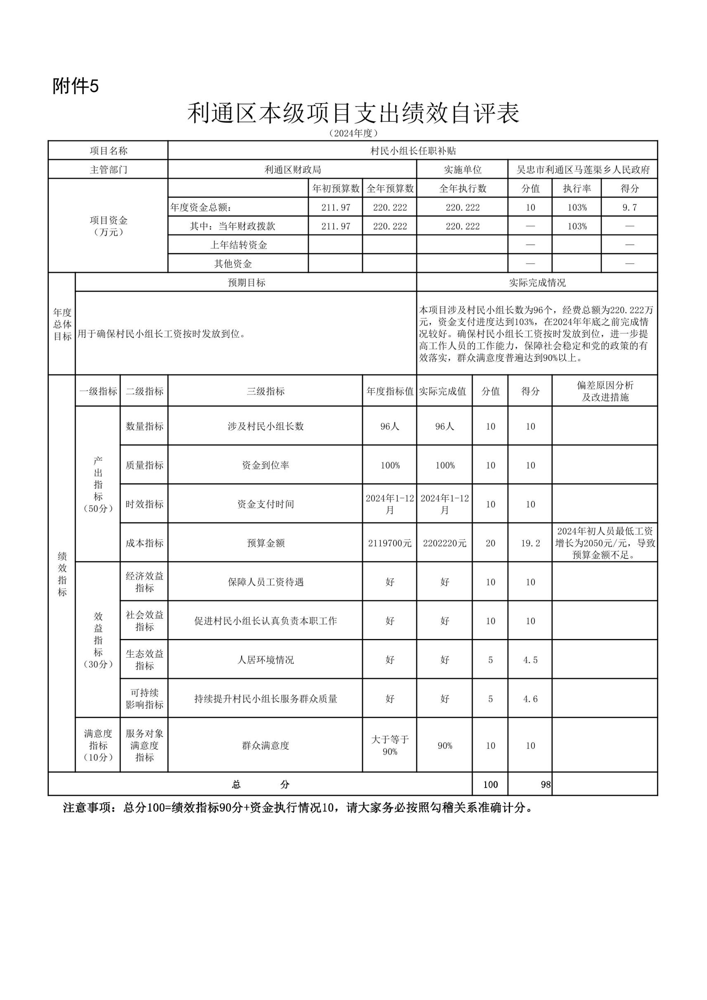 附件5
利通区本级项目支出绩效自评表
（2024年度）
项目名称 村民小组长任职补贴
主管部门 利通区财政局 实施单位 吴忠市利通区马莲渠乡人民政府
项目资金
（万元）
年初预算数 全年预算数 全年执行数 分值 执行率 得分
年度资金总额： 211.97 220.222 220.222 10 103% 9.7
其中：当年财政拨款 211.97 220.222 220.222 — 103% —
上年结转资金 — —
其他资金 — —
年度
总体
目标
预期目标 实际完成情况
用于确保村民小组长工资按时发放到位。
本项目涉及村民小组长数为96个，经费总额为220.222万
元，资金支付进度达到103%，在2024年年底之前完成情
况较好。确保村民小组长工资按时发放到位，进一步提
高工作人员的工作能力，保障社会稳定和党的政策的有
效落实，群众满意度普遍达到90%以上。
绩
效
指
标
一级指标 二级指标 三级指标 年度指标值 实际完成值 分值 得分 偏差原因分析
及改进措施
产
出
指
标
（50分）
数量指标 涉及村民小组长数 96人 96人 10 10
质量指标 资金到位率 100% 100% 10 10
时效指标 资金支付时间 2024年1-12
月 2024年1-12
月 10 10
成本指标 预算金额 2119700元 2202220元 20 19.2 2024年初人员最低工资
增长为2050元/元，导致
预算金额不足。
效
益
指
标
（30分）
经济效益
指标 保障人员工资待遇 好 好 10 10
社会效益
指标 促进村民小组长认真负责本职工作 好 好 10 10
生态效益
指标 人居环境情况 好 好 5 4.5
可持续
影响指标 持续提升村民小组长服务群众质量 好 好 5 4.6
满意度
指标
（10分）
服务对象
满意度
指标 群众满意度 大于等于
90% 90% 10 10
总 分 100 98
注意事项：总分100=绩效指标90分+资金执行情况10，请大家务必按照勾稽关系准确计分。